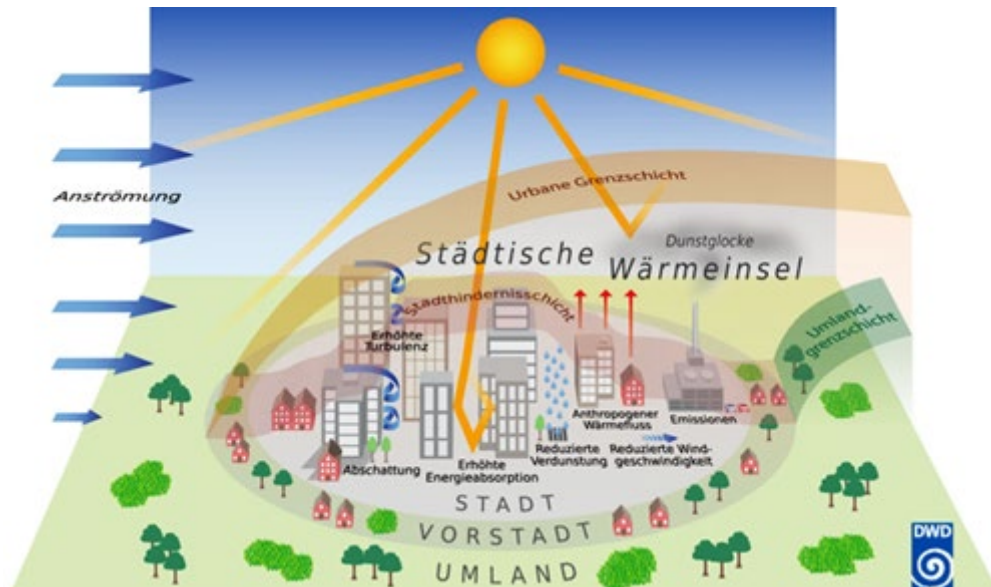 Anströmung
Urbane Grenzschicht
Dunstglocke
Städtische
Wärmeinsel
Stadthindernisschicht
Umland-
grenzschicht
Erhöhte
Turbulenz
Anthropogener
Wärmefluss
Emissionen
Abschattung
Erhöhte
Energieabsorption
Reduzierte
Verdunstung
Reduzierte Wind-
geschwindigkeit
STADT
VORSTADT
UMLAND
DWD